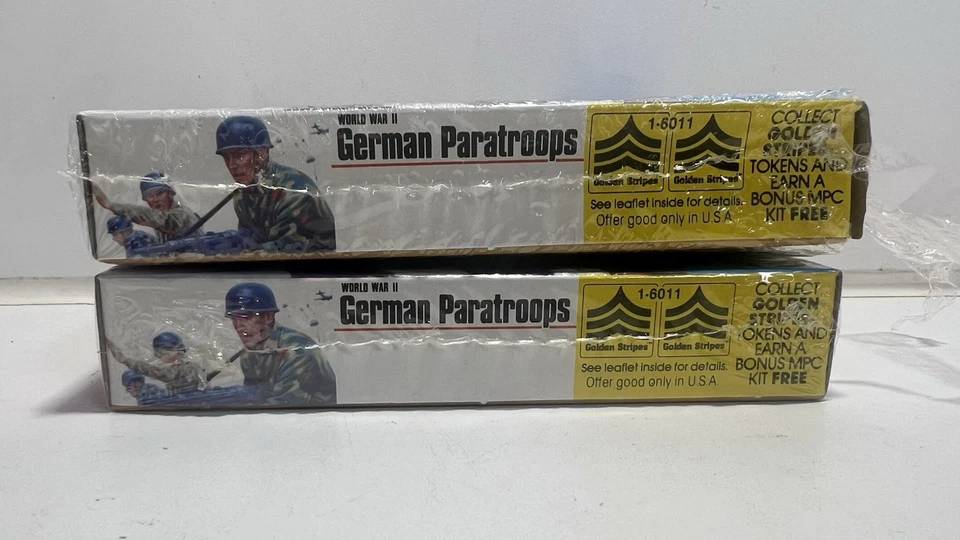 WORLD WAR II
German Paratroops
1-6011
Golden Stripes Golden Stripes
See leaflet inside for details.
Offer good only in U.S.A
COLLECT
GOLDEN
STRIPES
TOKENS AND
EARN A
BONUS MPC
KIT FREE
WORLD WAR II
German Paratroops
1-6011
Golden Stripes Golden Stripes
See leaflet inside for details.
Offer good only in U.S.A
COLLECT
GOLDEN
STRIPES
TOKENS AND
EARN A
BONUS MPC
KIT FREE